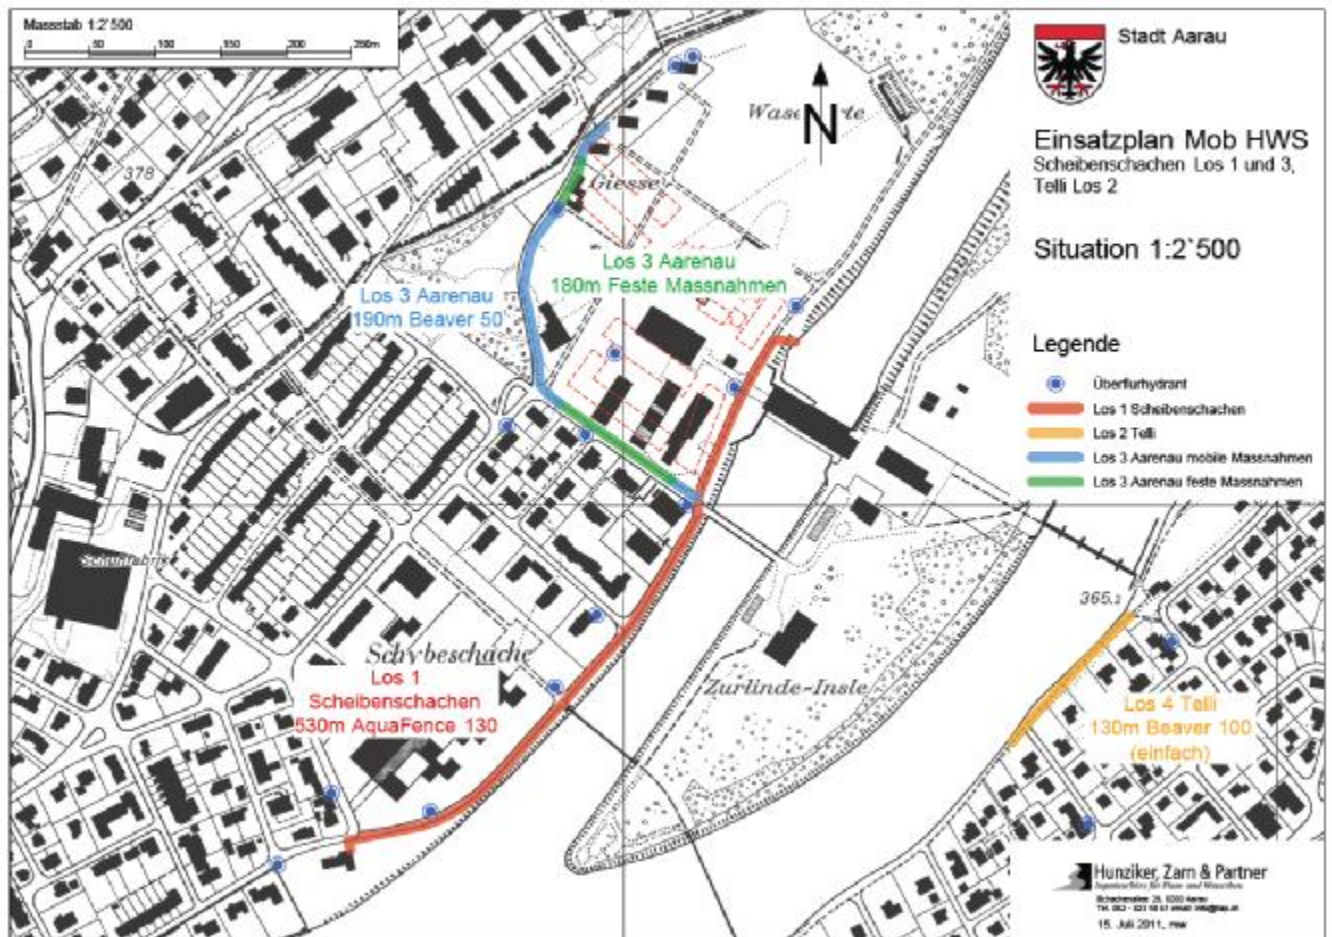 Massstab 1:2'500
0 50 100 150 200 250m
Stadt Aarau
Einsatzplan Mob HWS
Scheibenschachen Los 1 und 3,
Telli Los 2
Situation 1:2`500
Legende
Überflurhydrant
Los 1 Scheibenschachen
Los 2 Telli
Los 3 Aarenau mobile Massnahmen
Los 3 Aarenau feste Massnahmen
N
378
Giesse
Los 3 Aarenau
180m Feste Massnahmen
Los 3 Aarenau
190m Beaver 50
Schybeschache
Los 1
Scheibenschachen
530m AquaFence 130
Zurlinde-Insle
365.1
Los 4 Telli
130m Beaver 100
(einfach)
Hunziker, Zarn & Partner
15. Juli 2011, mw